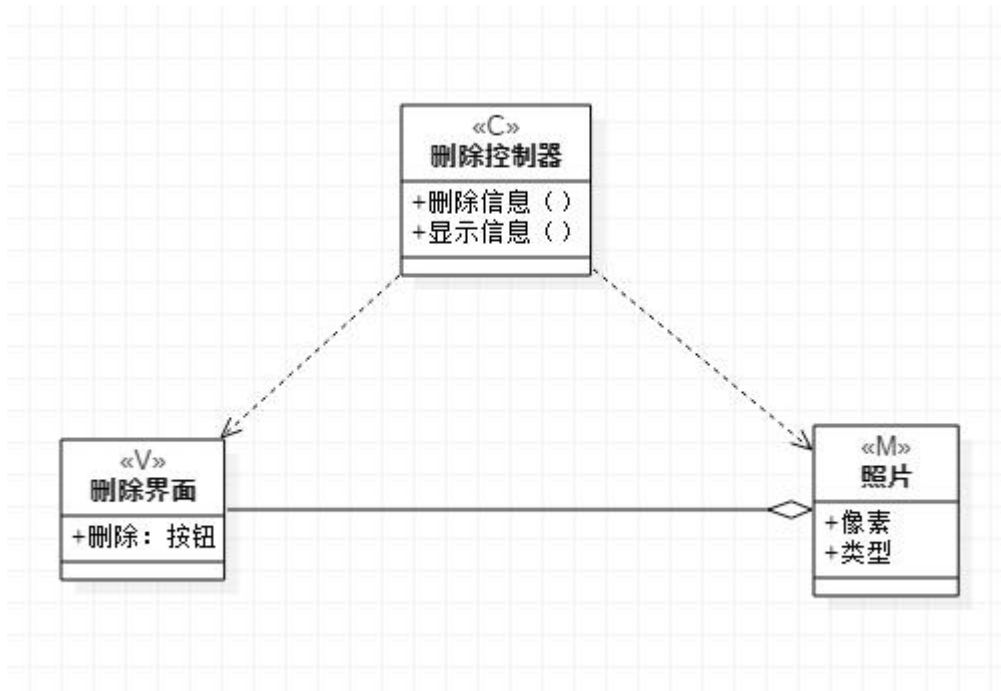 «C»
删除控制器
+删除信息（）
+显示信息（）
«V»
删除界面
+删除：按钮
«M»
照片
+像素
+类型